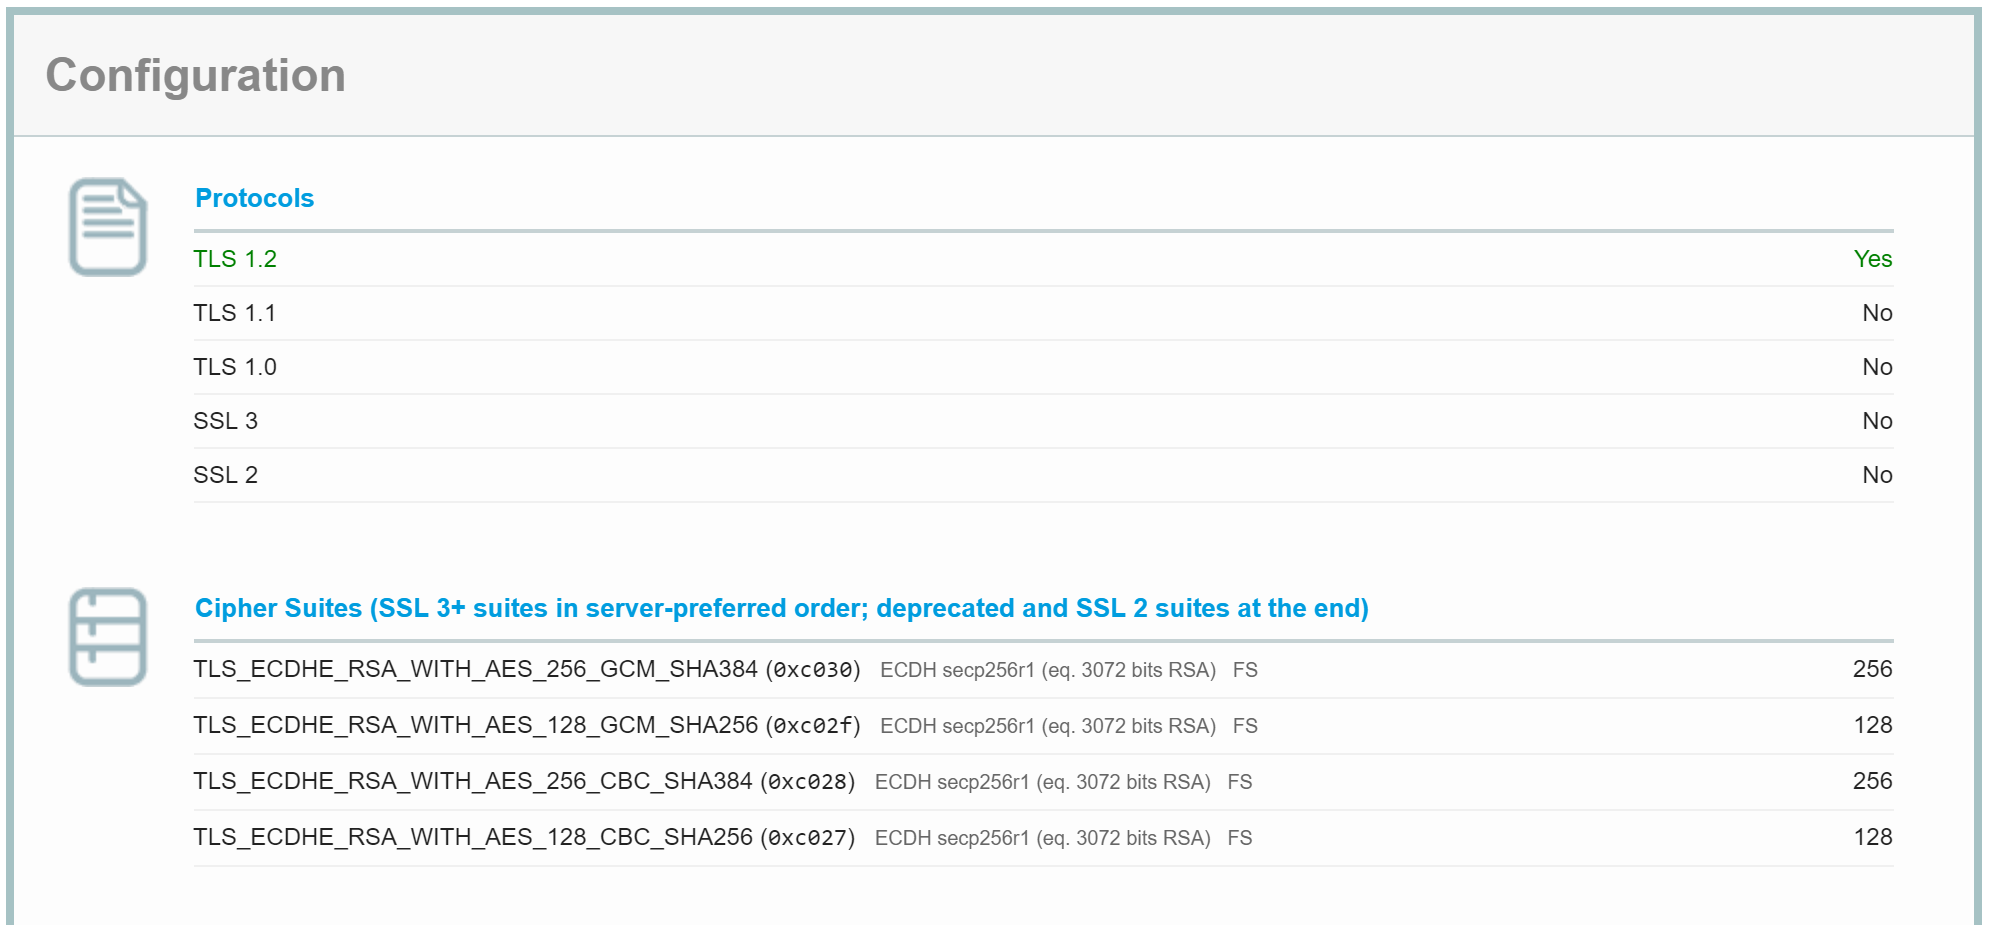 Configuration
Protocols
TLS 1.2 Yes
TLS 1.1 No
TLS 1.0 No
SSL 3 No
SSL 2 No
Cipher Suites (SSL 3+ suites in server-preferred order; deprecated and SSL 2 suites at the end)
TLS_ECDHE_RSA_WITH_AES_256_GCM_SHA384 (0xc030) ECDH secp256r1 (eq. 3072 bits RSA) FS 256
TLS_ECDHE_RSA_WITH_AES_128_GCM_SHA256 (0xc02f) ECDH secp256r1 (eq. 3072 bits RSA) FS 128
TLS_ECDHE_RSA_WITH_AES_256_CBC_SHA384 (0xc028) ECDH secp256r1 (eq. 3072 bits RSA) FS 256
TLS_ECDHE_RSA_WITH_AES_128_CBC_SHA256 (0xc027) ECDH secp256r1 (eq. 3072 bits RSA) FS 128